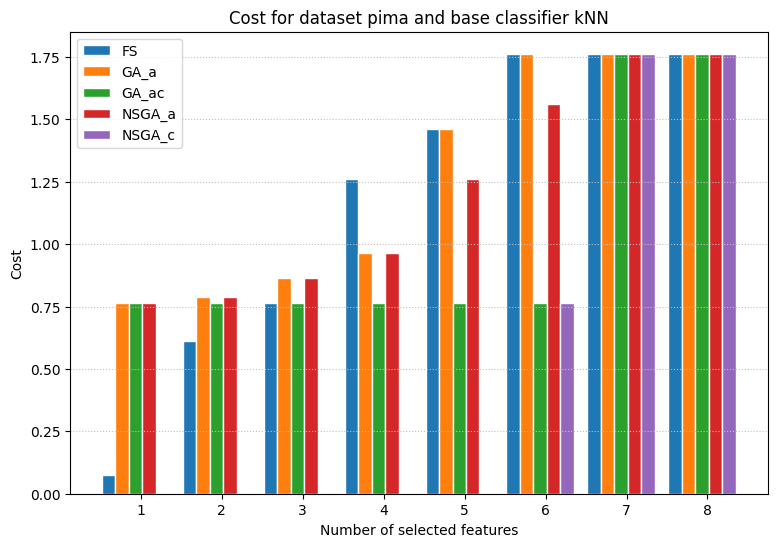 Cost for dataset pima and base classifier kNN
FS
GA_a
GA_ac
NSGA_a
NSGA_c
1.75
1.50
1.25
1.00
0.75
0.50
0.25
0.00
Cost
1 2 3 4 5 6 7 8
Number of selected features